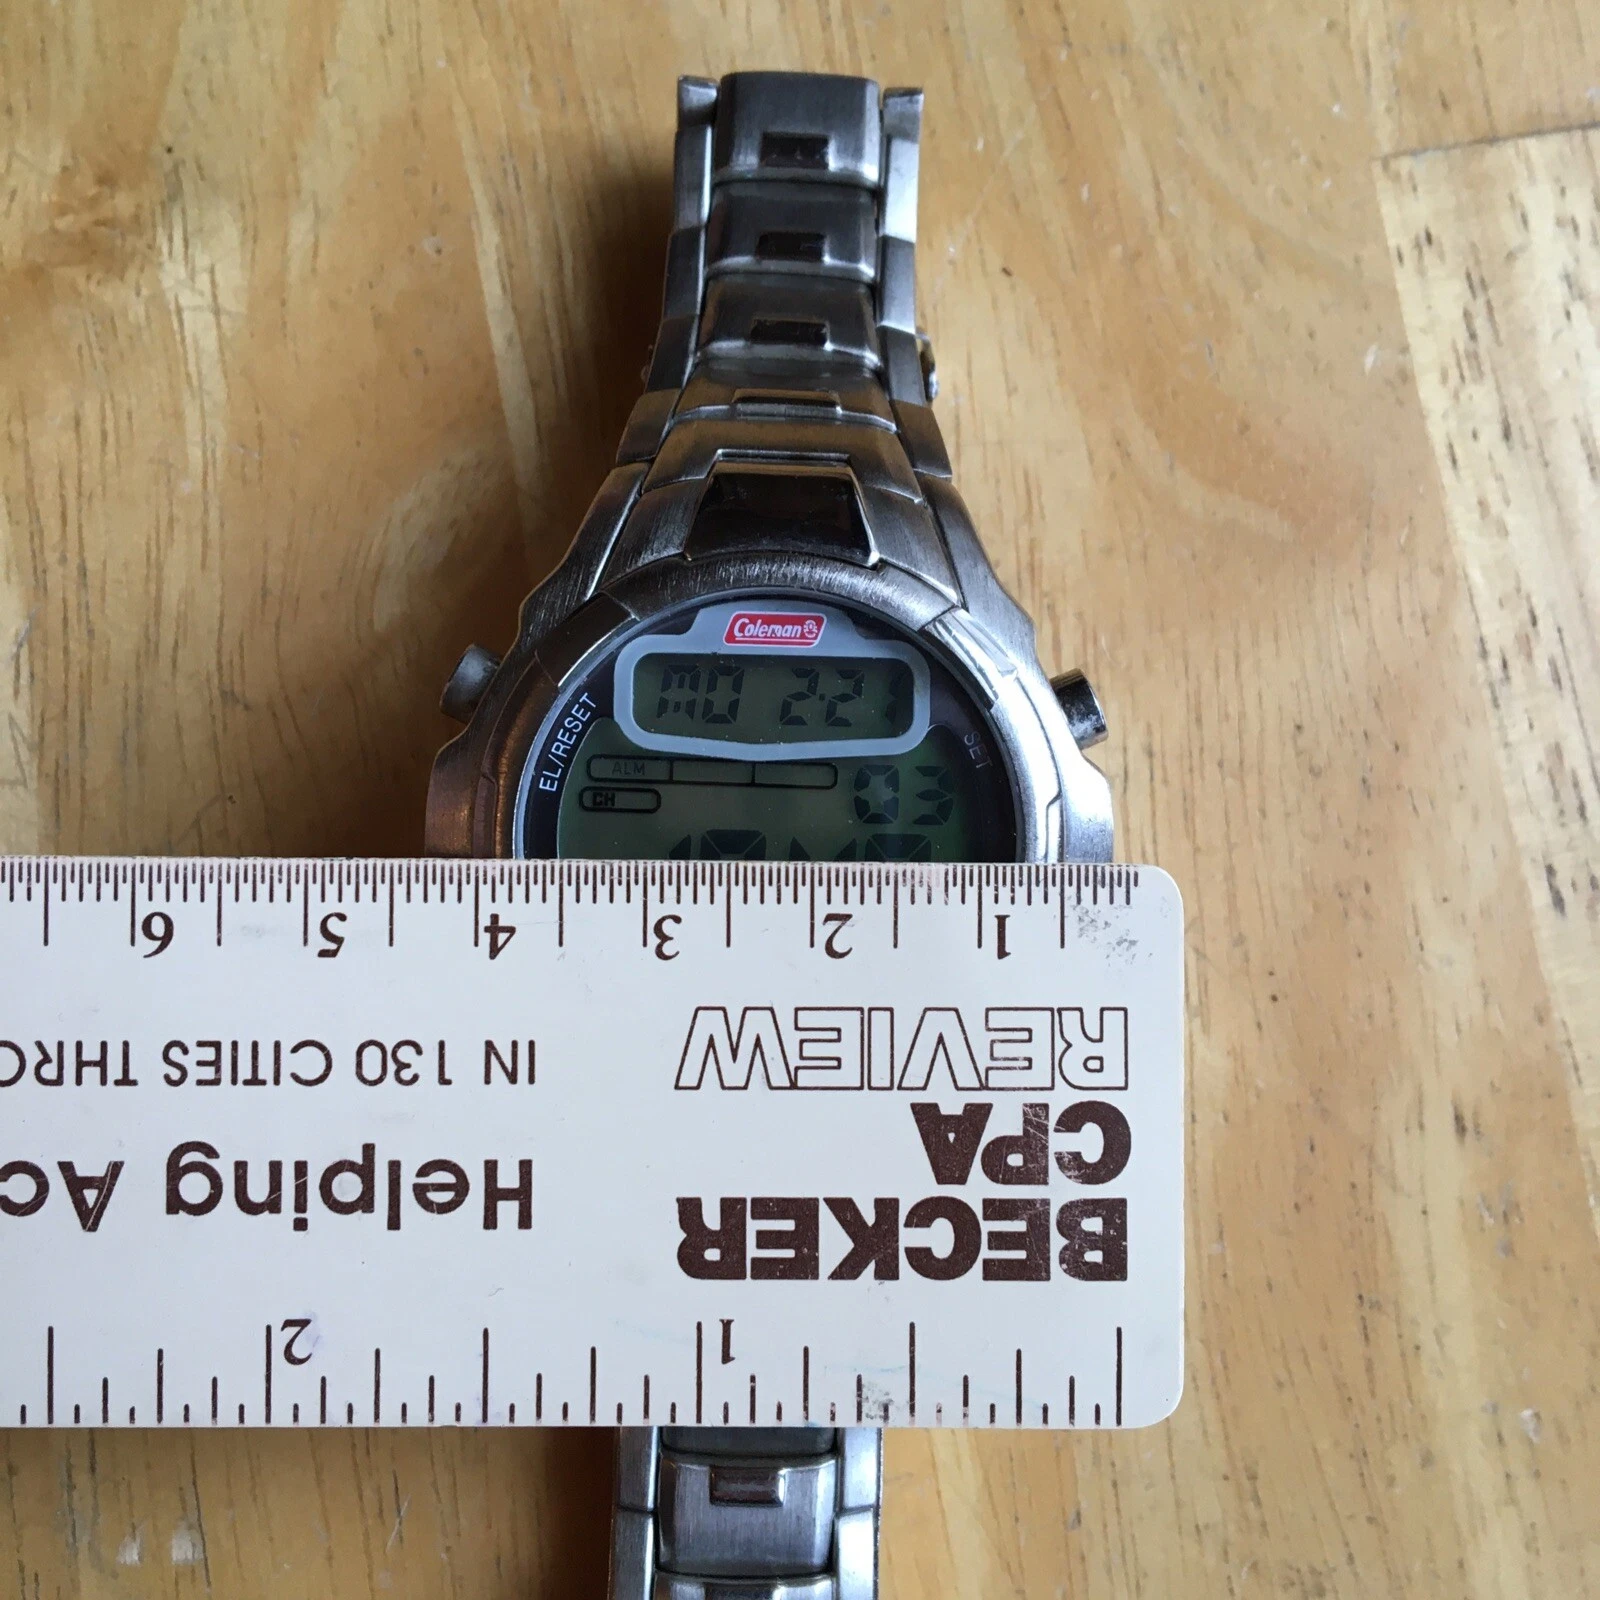 Coleman
MO 2-21
EL/RESET
SET
ALM
03
CH
6 5 4 3 2 1
REVIEW
IN 130 CITIES THRO
CPA
Helping Ac
BECKER
2 1